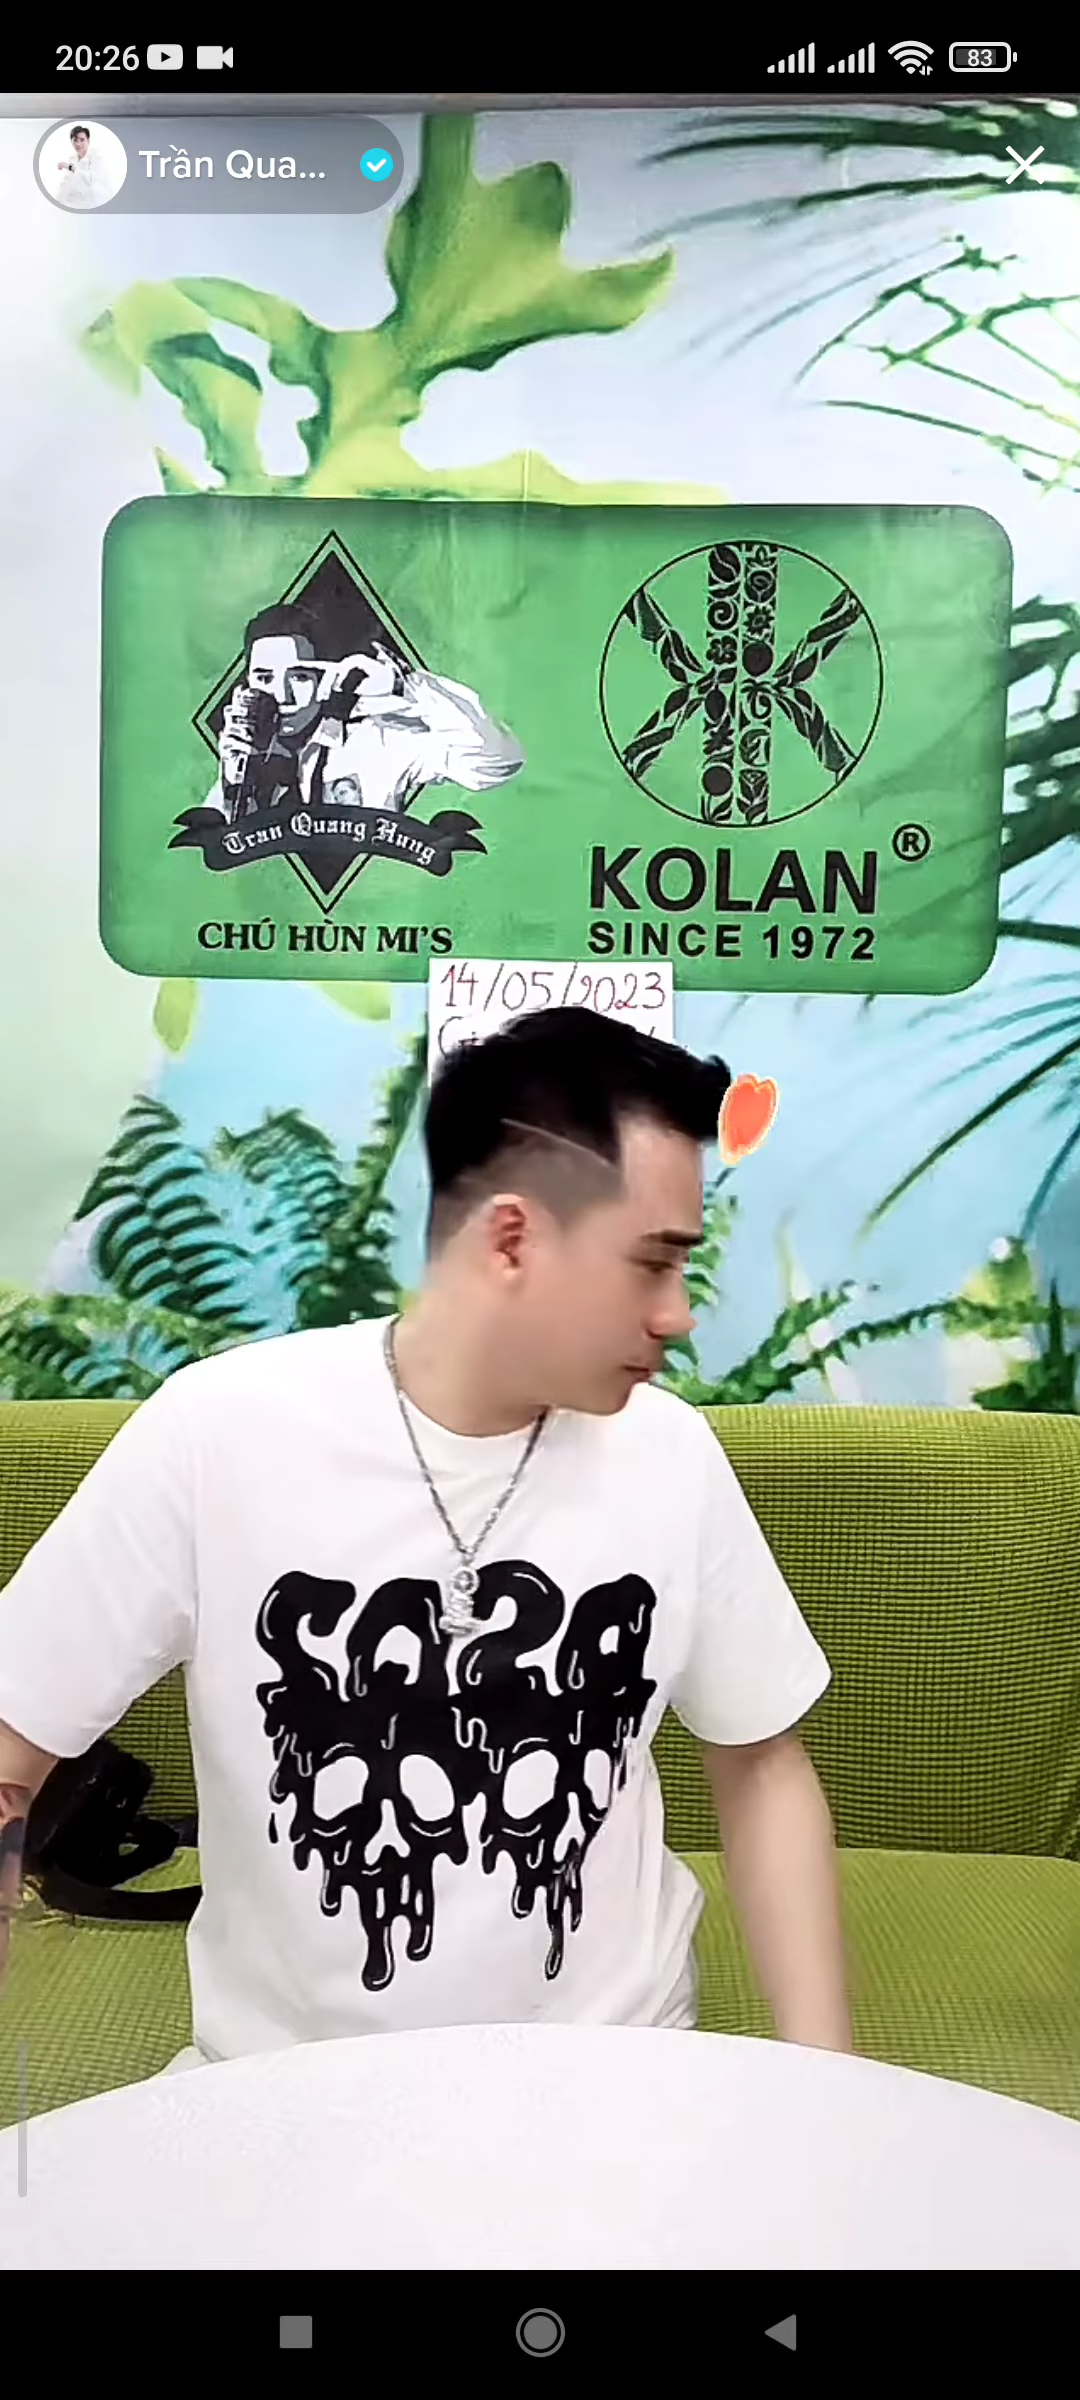 20:26
83
Trần Qua...
Tran Quang Hung
CHÚ HÙN MI'S
KOLAN ®
SINCE 1972
14/05/2023